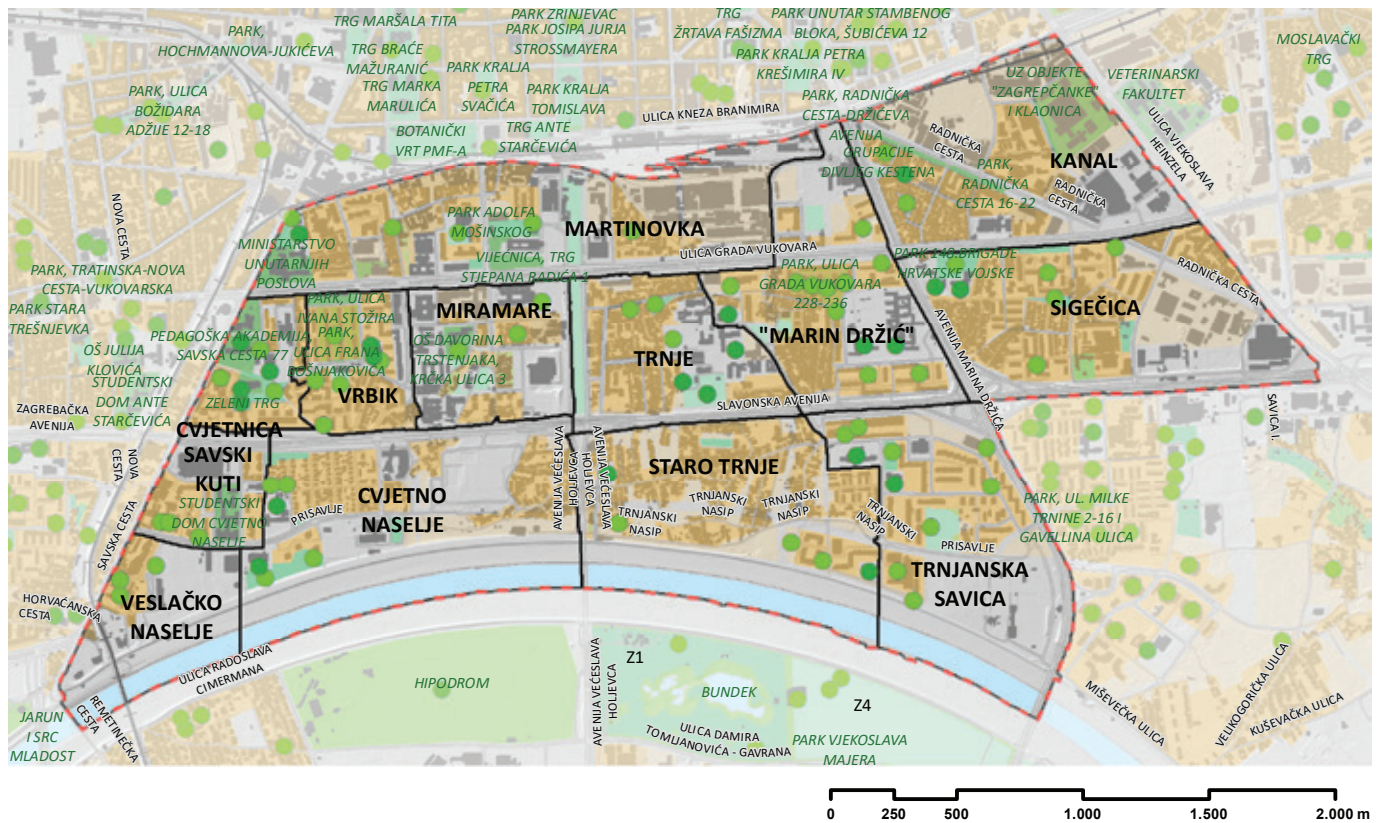 TRG MARŠALA TITA
PARK ZRINJEVAC
PARK JOSIPA JURJA
STROSSMAYERA
TRG
ŽRTAVA FAŠIZMA
PARK UNUTAR STAMBENOG
BLOKA, ŠUBIĆEVA 12
PARK,
HOCHMANNOVA-JUKIĆEVA
TRG BRAĆE
MAŽURANIĆ
TRG MARKA
MARULIĆA
PARK KRALJA
PETRA
SVAČIĆA
PARK KRALJA
TOMISLAVA
PARK KRALJA PETRA
KREŠIMIRA IV
MOSLAVAČKI
TRG
UZ OBJEKTE
"ZAGREPČANKE"
I KLAONICA
VETERINARSKI
FAKULTET
PARK, ULICA
BOŽIDARA
ADŽIJE 12-18
BOTANIČKI
VRT PMF-A
TRG ANTE
STARČEVIĆA
ULICA KNEZA BRANIMIRA
PARK, RADNIČKA
CESTA-DRŽIĆEVA
AVENIJA
GRUPACIJE
DIVLJEG KESTENA
RADNIČKA
CESTA
PARK,
RADNIČKA
CESTA 16-22
KANAL
RADNIČKA
CESTA
ULICA VJEKOSLAVA
HEINZELA
NOVA CESTA
MINISTARSTVO
UNUTARNJIH
POSLOVA
PARK ADOLFA
MOŠINSKOG
MARTINOVKA
ULICA GRADA VUKOVARA
VIJEĆNICA, TRG
STJEPANA RADIĆA 1
PARK, TRATINSKA-NOVA
CESTA-VUKOVARSKA
PARK STARA
TREŠNJEVKA
PARK, ULICA
GRADA VUKOVARA
228-236
PARK 148.BRIGADE
HRVATSKE VOJSKE
RADNIČKA CESTA
SIGEČICA
PARK, ULICA
IVANA STOŽIRA
PARK,
ULICA FRANA
BOŠNJAKOVIĆA
MIRAMARE
PEDAGOŠKA AKADEMIJA
SAVSKA CESTA 77
OŠ JULIJA
KLOVIĆA
STUDENTSKI
DOM ANTE
STARČEVIĆA
OŠ DAVORINA
TRSTENJAKA,
KRČKA ULICA 3
TRNJE
"MARIN DRŽIĆ"
AVENIJA MARINA DRŽIĆA
VRBIK
ZELENI TRG
ZAGREBAČKA
AVENIJA
SLAVONSKA AVENIJA
SAVICA I.
CVJETNICA
SAVSKI
KUTI
NOVA
CESTA
AVENIJA VEĆESLAVA
HOLJEVCA
AVENIJA VEĆESLAVA
HOLJEVCA
STARO TRNJE
STUDENTSKI
DOM CVJETNO
NASELJE
PRISAVLJE
CVJETNO
NASELJE
TRNJANSKI
NASIP
TRNJANSKI
NASIP
TRNJANSKI
NASIP
TRNJANSKI
NASIP
PARK, UL. MILKE
TRNINE 2-16 I
GAVELLINA ULICA
SAVSKA CESTA
PRISAVLJE
TRNJANSKA
SAVICA
HORVAĆANSKA
CESTA
VESLAČKO
NASELJE
ULICA RADOSLAVA
CIMERMANA
HIPODROM
AVENIJA VEĆESLAVA
HOLJEVCA
Z1
BUNDEK
Z4
ULICA DAMIRA
TOMLJANOVIĆA - GAVRANA
PARK VJEKOSLAVA
MAJERA
MIŠEVEČKA ULICA
VELIKOGORIČKA ULICA
KUŠEVAČKA ULICA
REMETINEČKA
CESTA
JARUN
I SRC
MLADOST
0 250 500 1.000 1.500 2.000 m